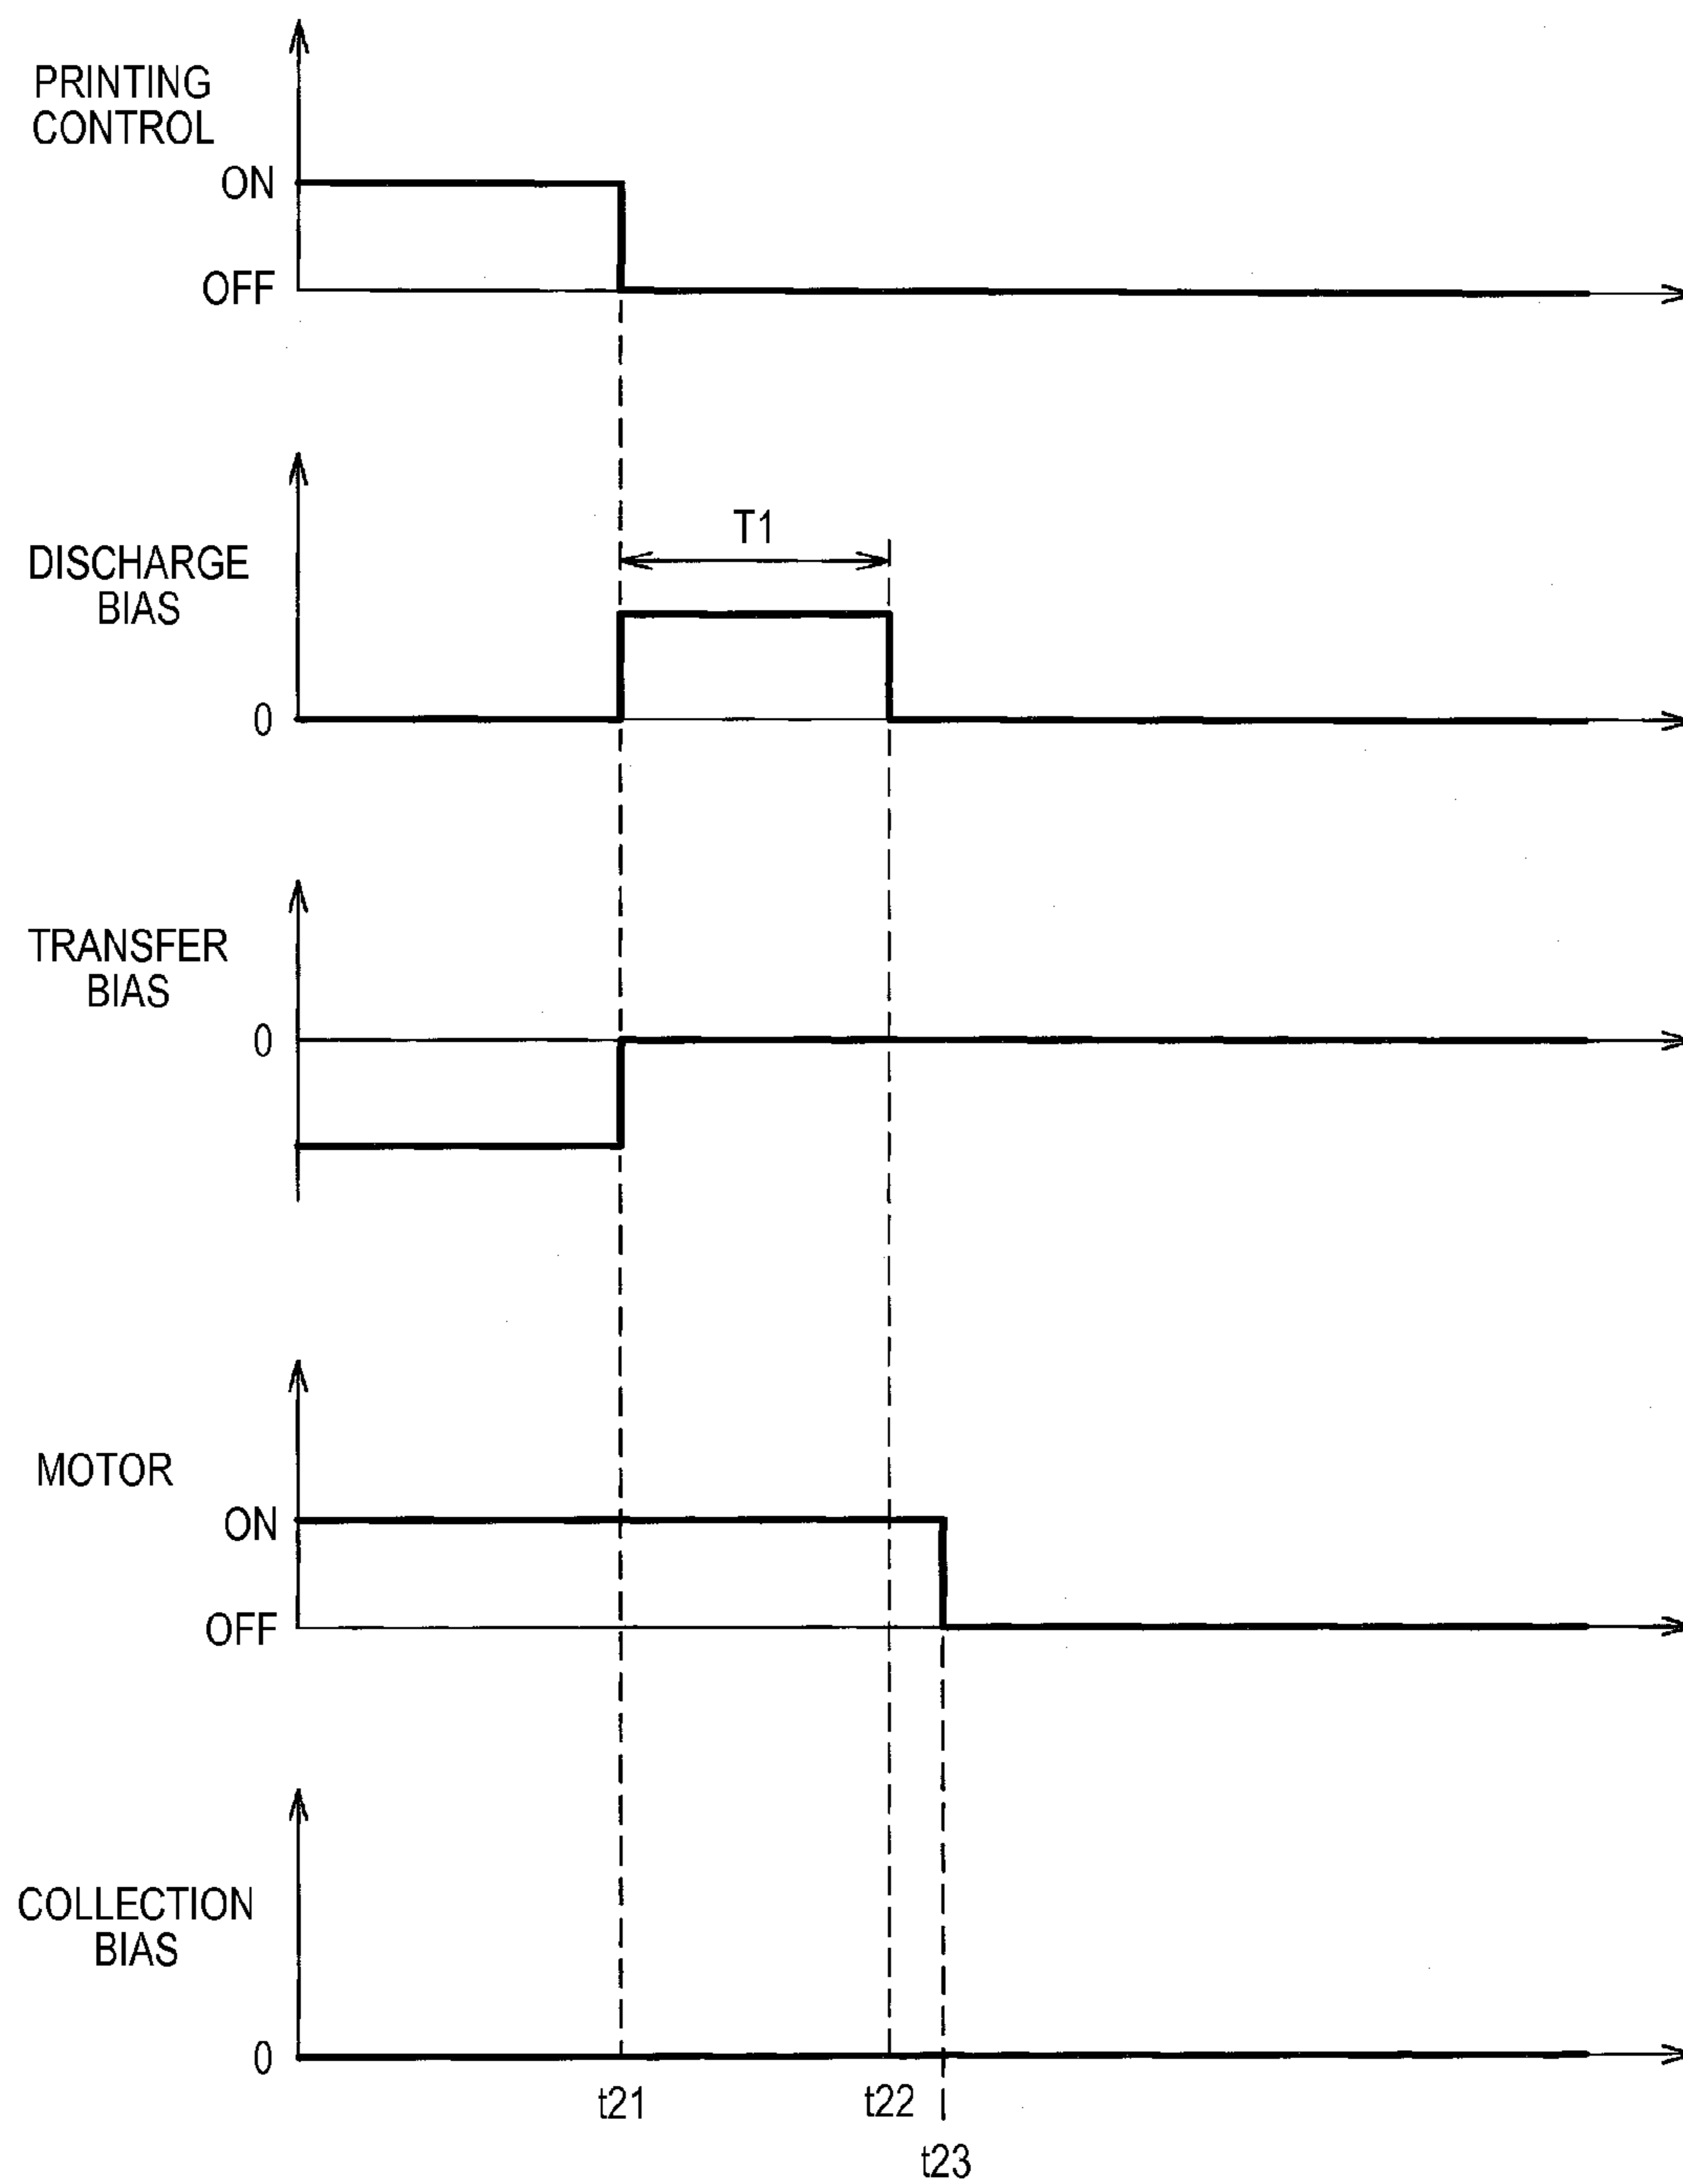 PRINTING
CONTROL
ON
OFF
T1
DISCHARGE
BIAS
0
TRANSFER
BIAS
0
MOTOR
ON
OFF
COLLECTION
BIAS
0
t21
t22
t23